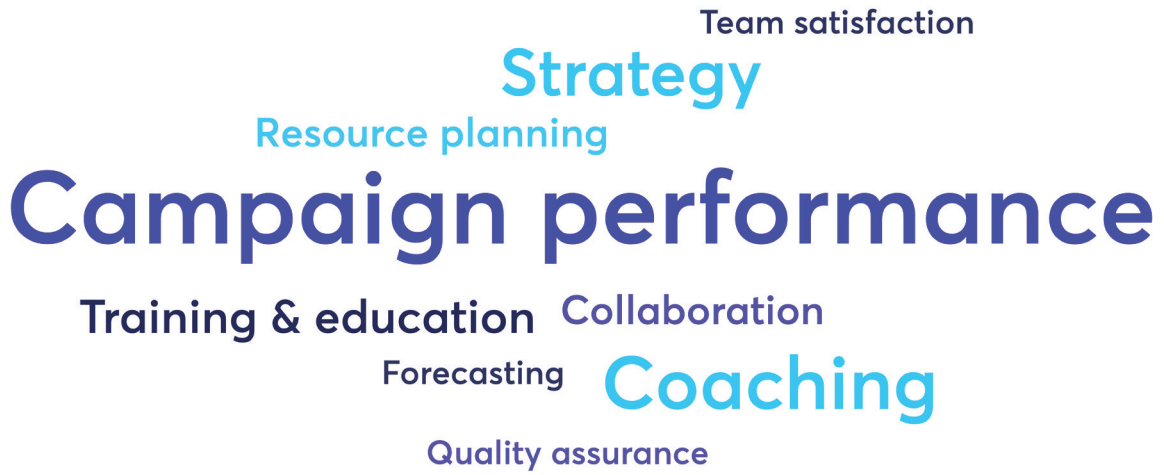 Team satisfaction
Strategy
Resource planning
Campaign performance
Training & education
Collaboration
Forecasting
Coaching
Quality assurance